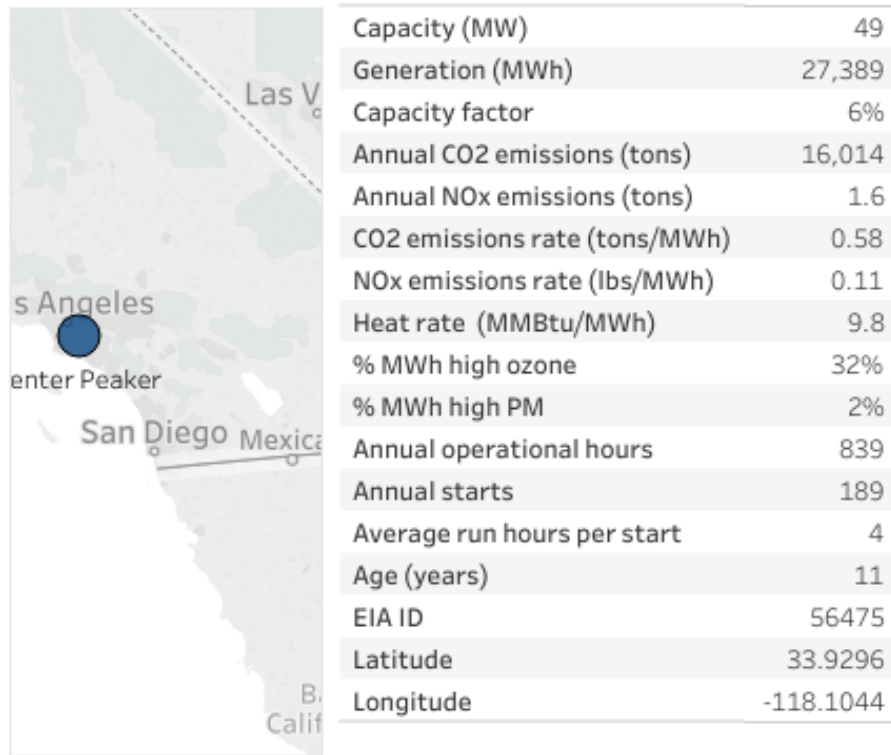 Las V
s Angeles
enter Peaker
San Diego
Mexica
B
Calif
Capacity (MW) 49
Generation (MWh) 27,389
Capacity factor 6%
Annual CO2 emissions (tons) 16,014
Annual NOx emissions (tons) 1.6
CO2 emissions rate (tons/MWh) 0.58
NOx emissions rate (lbs/MWh) 0.11
Heat rate (MMBtu/MWh) 9.8
% MWh high ozone 32%
% MWh high PM 2%
Annual operational hours 839
Annual starts 189
Average run hours per start 4
Age (years) 11
EIA ID 56475
Latitude 33.9296
Longitude -118.1044